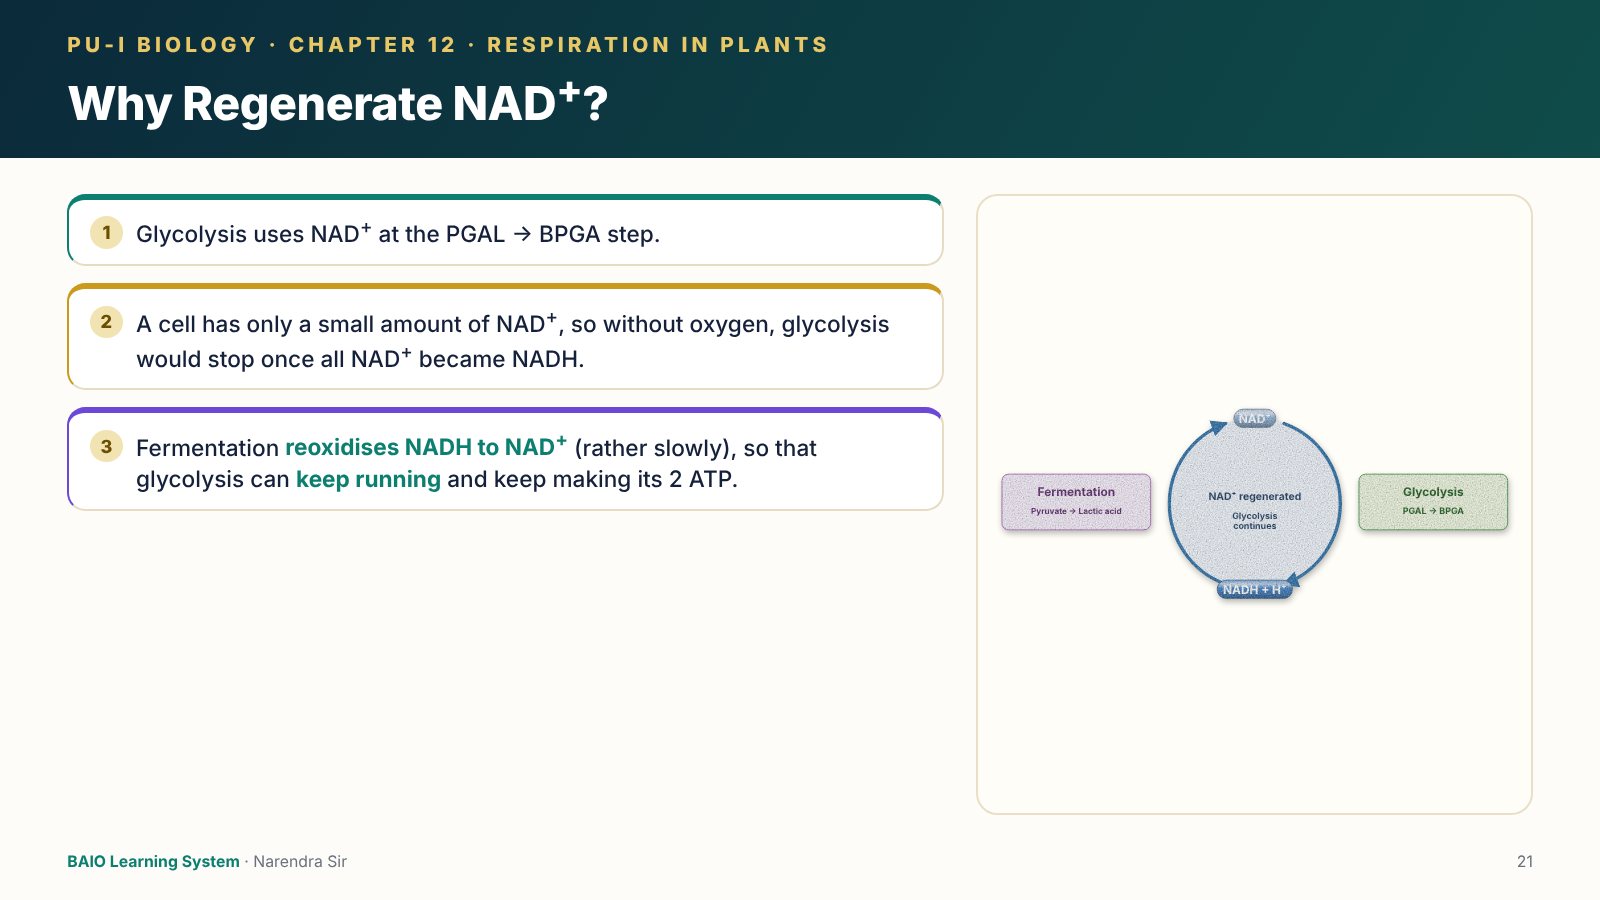 PU-I BIOLOGY · CHAPTER 12 · RESPIRATION IN PLANTS
Why Regenerate NAD⁺?
1 Glycolysis uses NAD⁺ at the PGAL → BPGA step.
2 A cell has only a small amount of NAD⁺, so without oxygen, glycolysis
would stop once all NAD⁺ became NADH.
3 Fermentation reoxidises NADH to NAD⁺ (rather slowly), so that
glycolysis can keep running and keep making its 2 ATP.
NAD⁺
Fermentation
Pyruvate → Lactic acid
NAD⁺ regenerated
Glycolysis
continues
Glycolysis
PGAL → BPGA
NADH + H⁺
BAIO Learning System · Narendra Sir
21